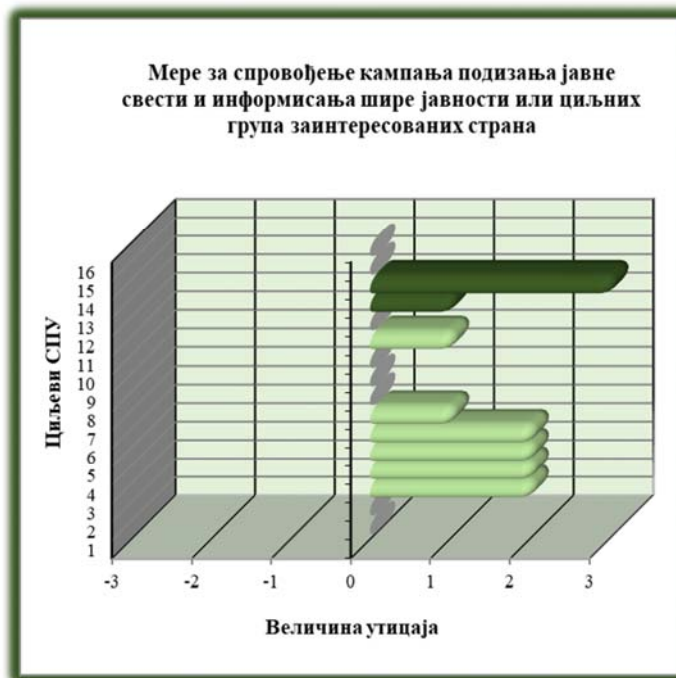 Мере за спровођење кампања подизања јавне
свести и информисања шире јавности или циљних
група заинтересованих страна
Циљеви СПУ
16
15
14
13
12
11
10
9
8
7
6
5
4
3
2
1
-3 -2 -1 0 1 2 3
Величина утицаја